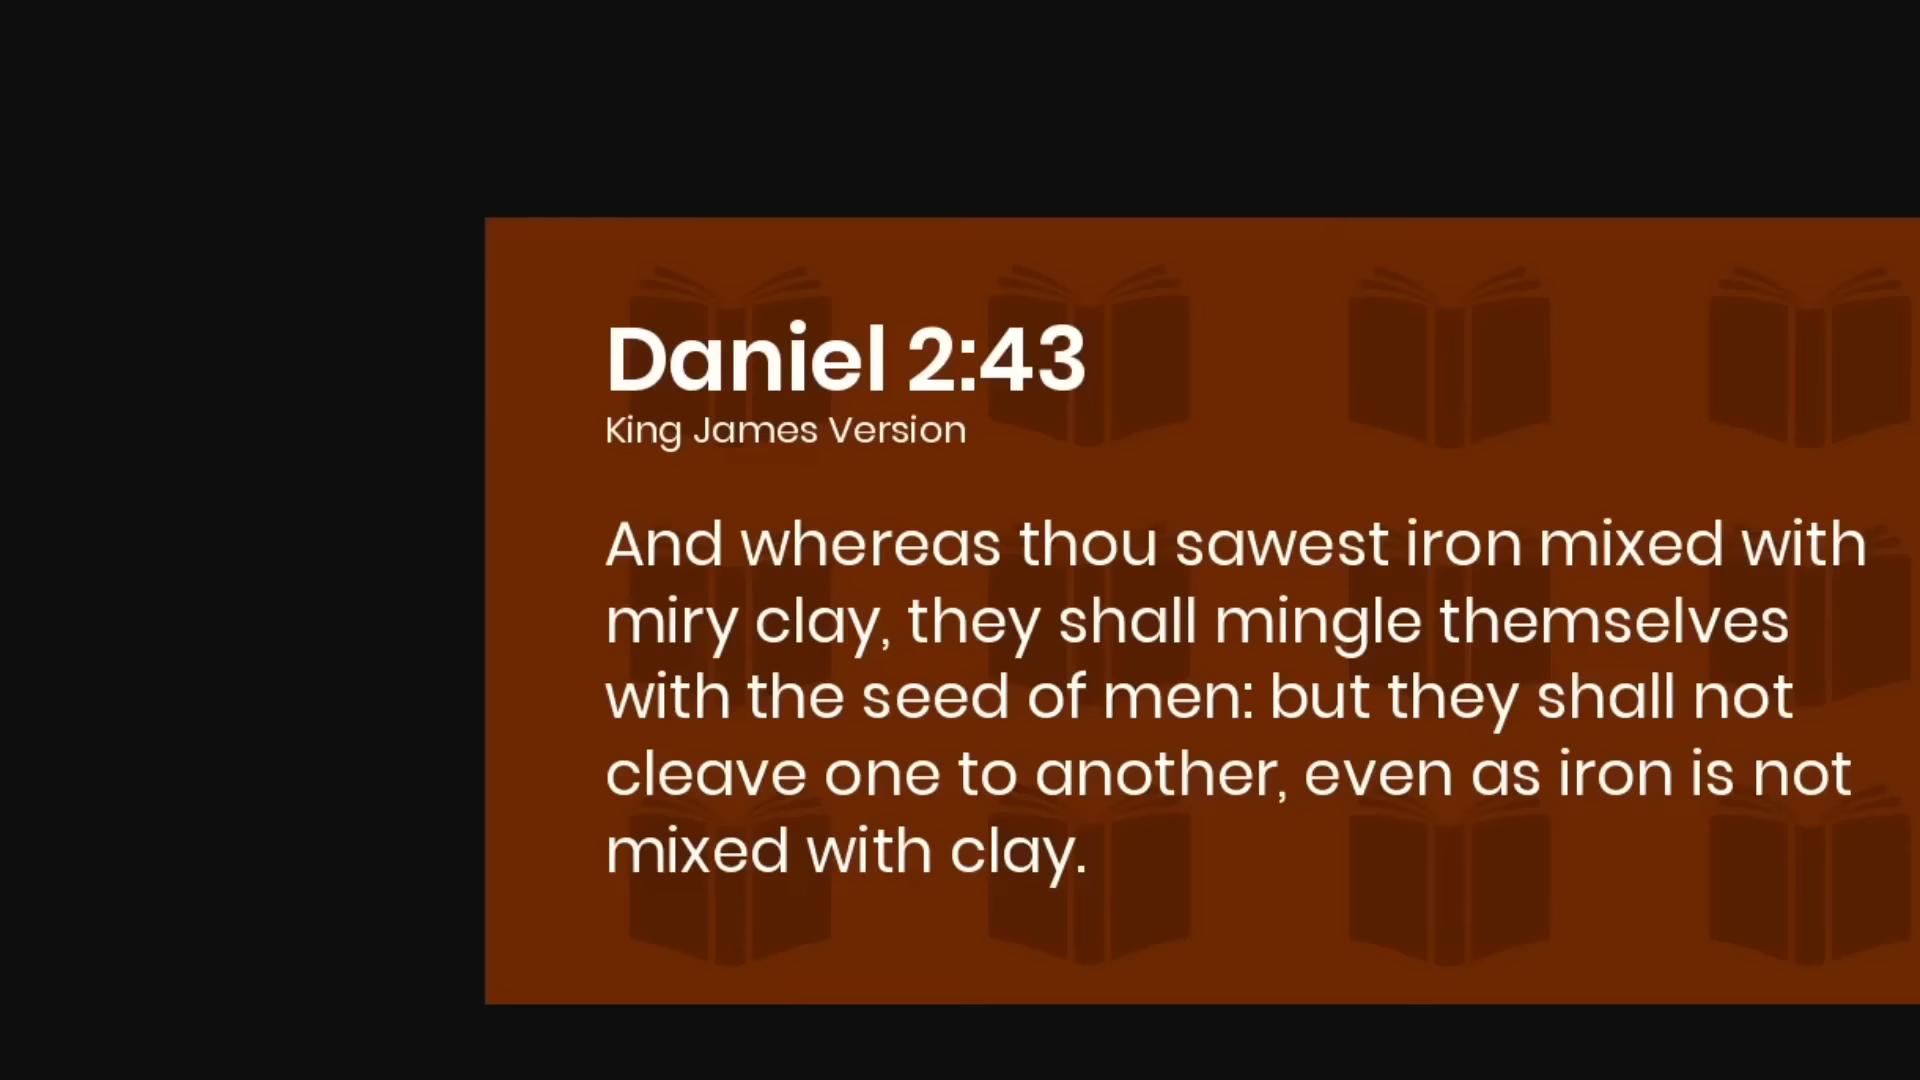 Daniel 2:43
King James Version
And whereas thou sawest iron mixed with
miry clay, they shall mingle themselves
with the seed of men: but they shall not
cleave one to another, even as iron is not
mixed with clay.